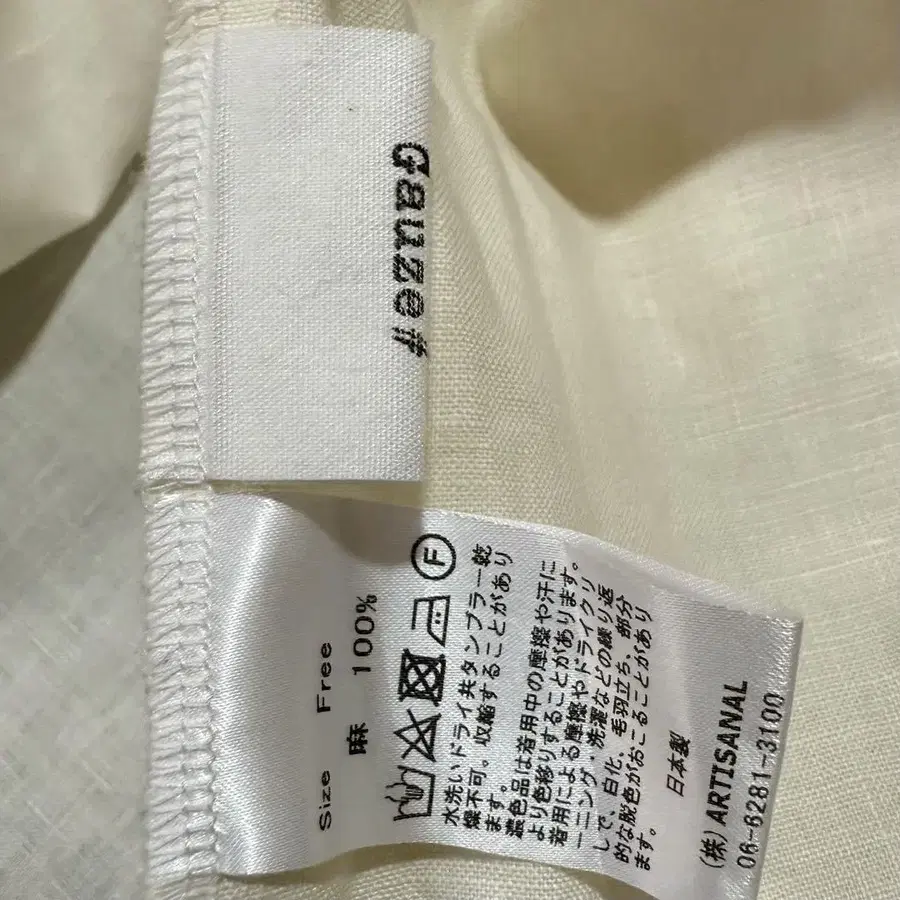 Gauze#
Size Free
麻 100%
F
水洗いドライ共タンブラー乾
燥不可。収縮することがあり
ます。
濃色品は着用中の摩擦や汗に
より色移りすることがあります。
着用による摩擦やドライクリ
ーニング、洗濯などの繰り返
しで、白化、毛羽立ち、部分
的な脱色がおこることがあり
ます。
日本製
(株) ARTISANAL
06-6281-3100